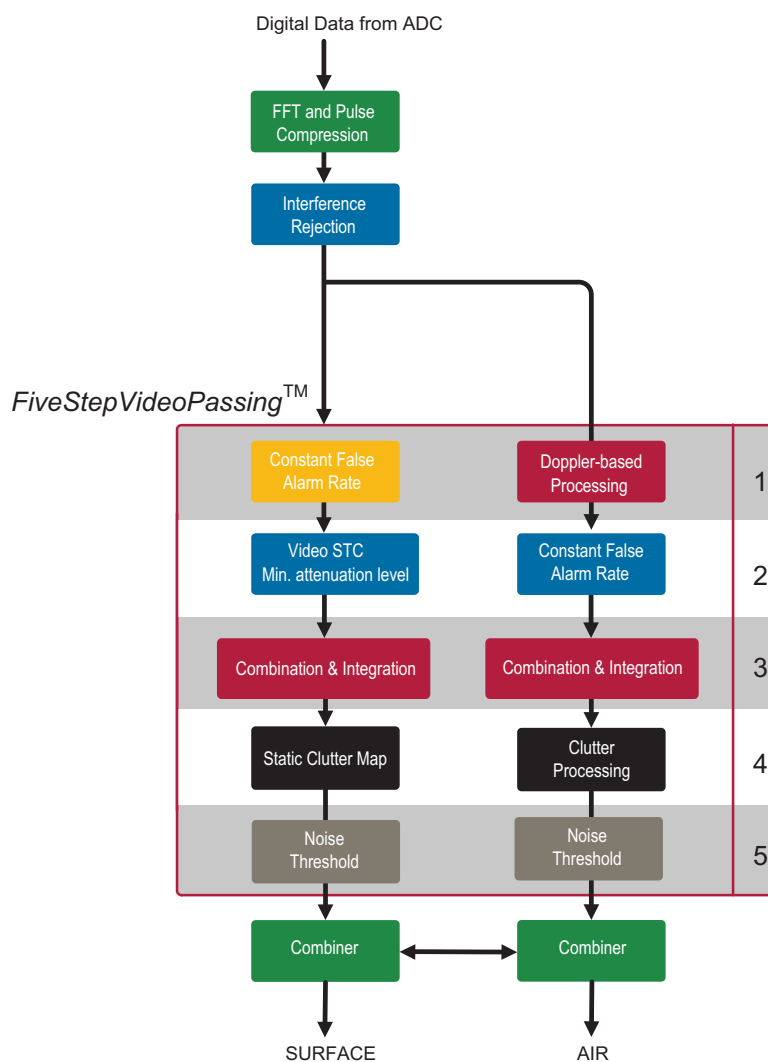 Digital Data from ADC
FFT and Pulse
Compression
Interference
Rejection
FiveStepVideoPassing™
Constant False
Alarm Rate
Doppler-based
Processing
1
Video STC
Min. attenuation level
Constant False
Alarm Rate
2
Combination & Integration
Combination & Integration
3
Static Clutter Map
Clutter
Processing
4
Noise
Threshold
Noise
Threshold
5
Combiner
Combiner
SURFACE
AIR